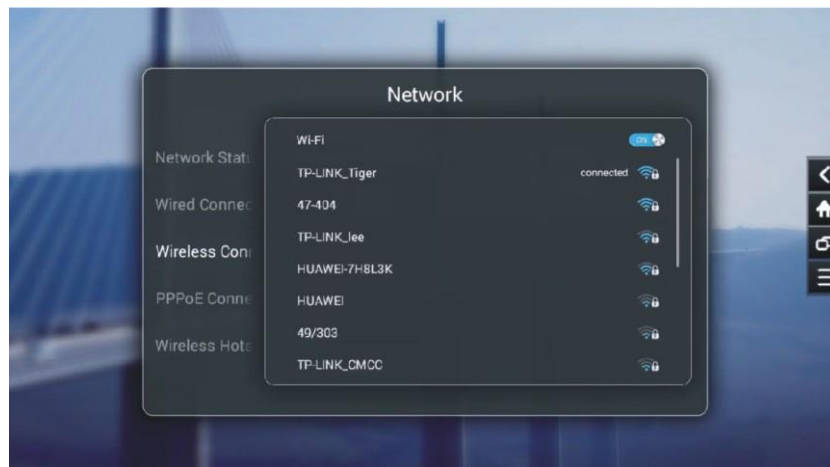 Network
Wi-Fi
ON
Network Stat
TP-LINK_Tiger
connected
Wired Connec
47-404
TP-LINK_lee
Wireless Con
HUAWEI-7H8L3K
PPPoE Conne
HUAWEI
49/303
Wireless Hots
TP-LINK_CMCC